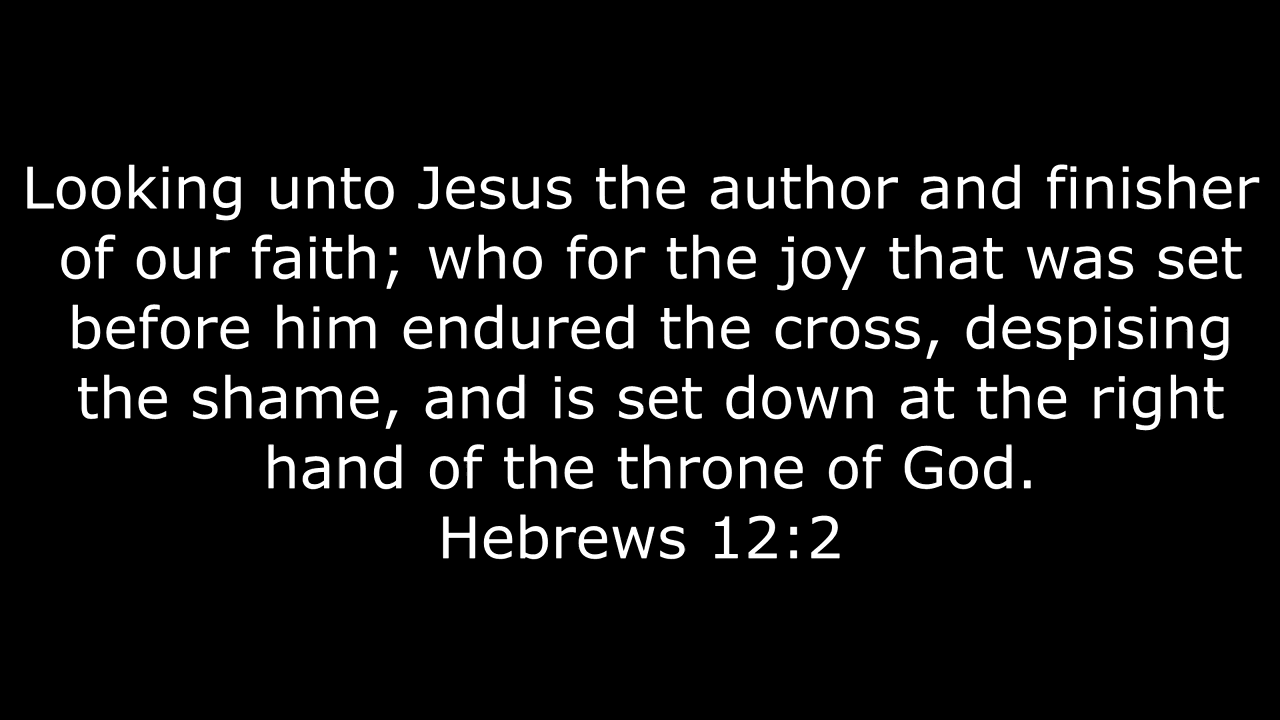 Looking unto Jesus the author and finisher
of our faith; who for the joy that was set
before him endured the cross, despising
the shame, and is set down at the right
hand of the throne of God.
Hebrews 12:2